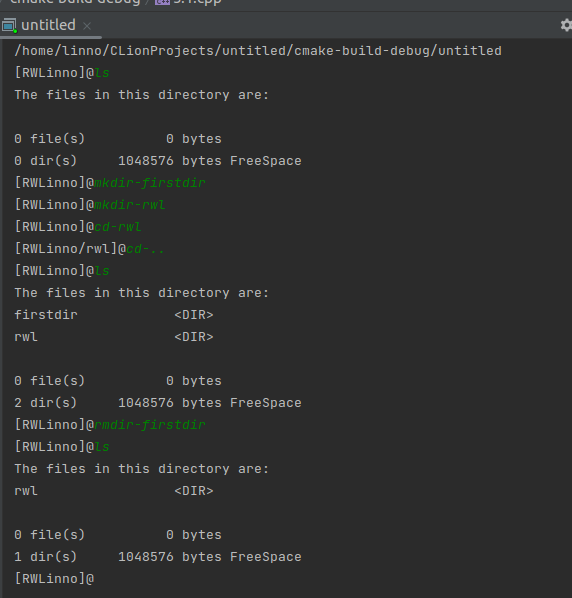 cmake-build-debug
untitled
/home/linno/CLionProjects/untitled/cmake-build-debug/untitled
[RWLinno]@ls
The files in this directory are:
0 file(s)          0 bytes
0 dir(s)     1048576 bytes FreeSpace
[RWLinno]@mkdir-firstdir
[RWLinno]@mkdir-rwl
[RWLinno]@cd-rwl
[RWLinno/rwl]@cd-..
[RWLinno]@ls
The files in this directory are:
firstdir            <DIR>
rwl                 <DIR>
0 file(s)          0 bytes
2 dir(s)     1048576 bytes FreeSpace
[RWLinno]@rmdir-firstdir
[RWLinno]@ls
The files in this directory are:
rwl                 <DIR>
0 file(s)          0 bytes
1 dir(s)     1048576 bytes FreeSpace
[RWLinno]@